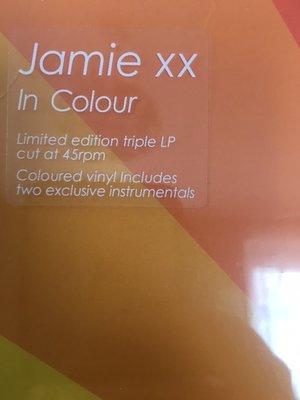 Jamie xx
In Colour
Limited edition triple LP
cut at 45rpm
Coloured vinyl Includes
two exclusive instrumentals